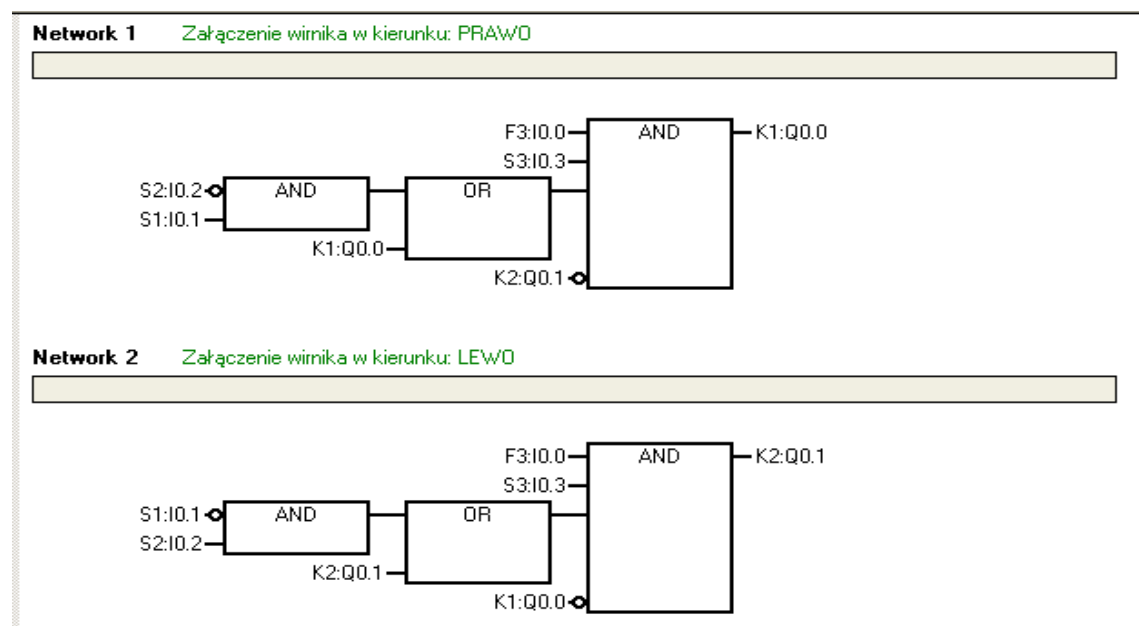 Network 1 Załączenie wirnika w kierunku: PRAWO
F3:I0.0 AND K1:Q0.0
S3:I0.3
S2:I0.2 AND OR
S1:I0.1
K1:Q0.0
K2:Q0.1
Network 2 Załączenie wirnika w kierunku: LEWO
F3:I0.0 AND K2:Q0.1
S3:I0.3
S1:I0.1 AND OR
S2:I0.2
K2:Q0.1
K1:Q0.0